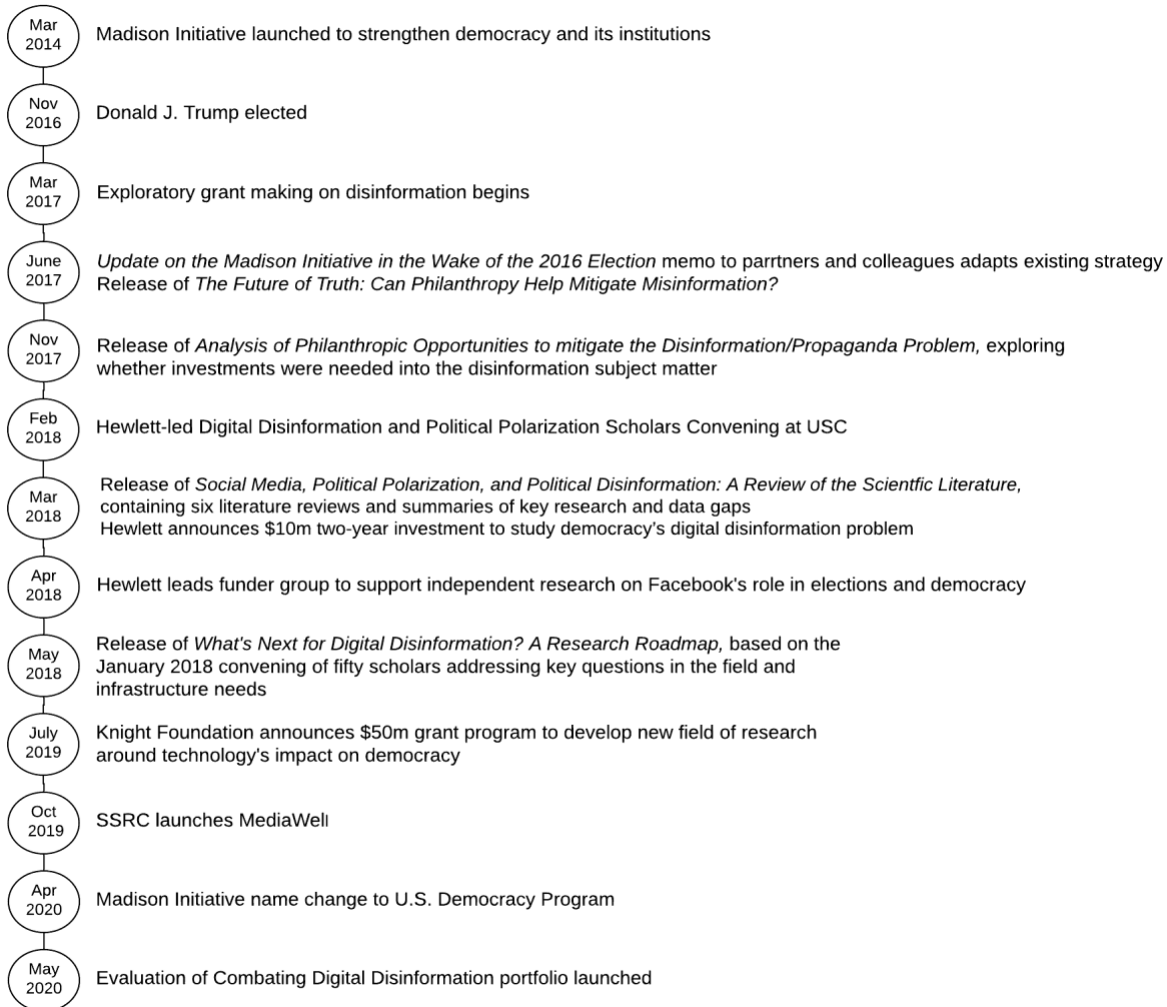 Mar
2014
Madison Initiative launched to strengthen democracy and its institutions
Nov
2016
Donald J. Trump elected
Mar
2017
Exploratory grant making on disinformation begins
June
2017
Update on the Madison Initiative in the Wake of the 2016 Election memo to parrtners and colleagues adapts existing strategy
Release of The Future of Truth: Can Philanthropy Help Mitigate Misinformation?
Nov
2017
Release of Analysis of Philanthropic Opportunities to mitigate the Disinformation/Propaganda Problem, exploring
whether investments were needed into the disinformation subject matter
Feb
2018
Hewlett-led Digital Disinformation and Political Polarization Scholars Convening at USC
Mar
2018
Release of Social Media, Political Polarization, and Political Disinformation: A Review of the Scientfic Literature,
containing six literature reviews and summaries of key research and data gaps
Hewlett announces $10m two-year investment to study democracy's digital disinformation problem
Apr
2018
Hewlett leads funder group to support independent research on Facebook's role in elections and democracy
May
2018
Release of What's Next for Digital Disinformation? A Research Roadmap, based on the
January 2018 convening of fifty scholars addressing key questions in the field and
infrastructure needs
July
2019
Knight Foundation announces $50m grant program to develop new field of research
around technology's impact on democracy
Oct
2019
SSRC launches MediaWell
Apr
2020
Madison Initiative name change to U.S. Democracy Program
May
2020
Evaluation of Combating Digital Disinformation portfolio launched